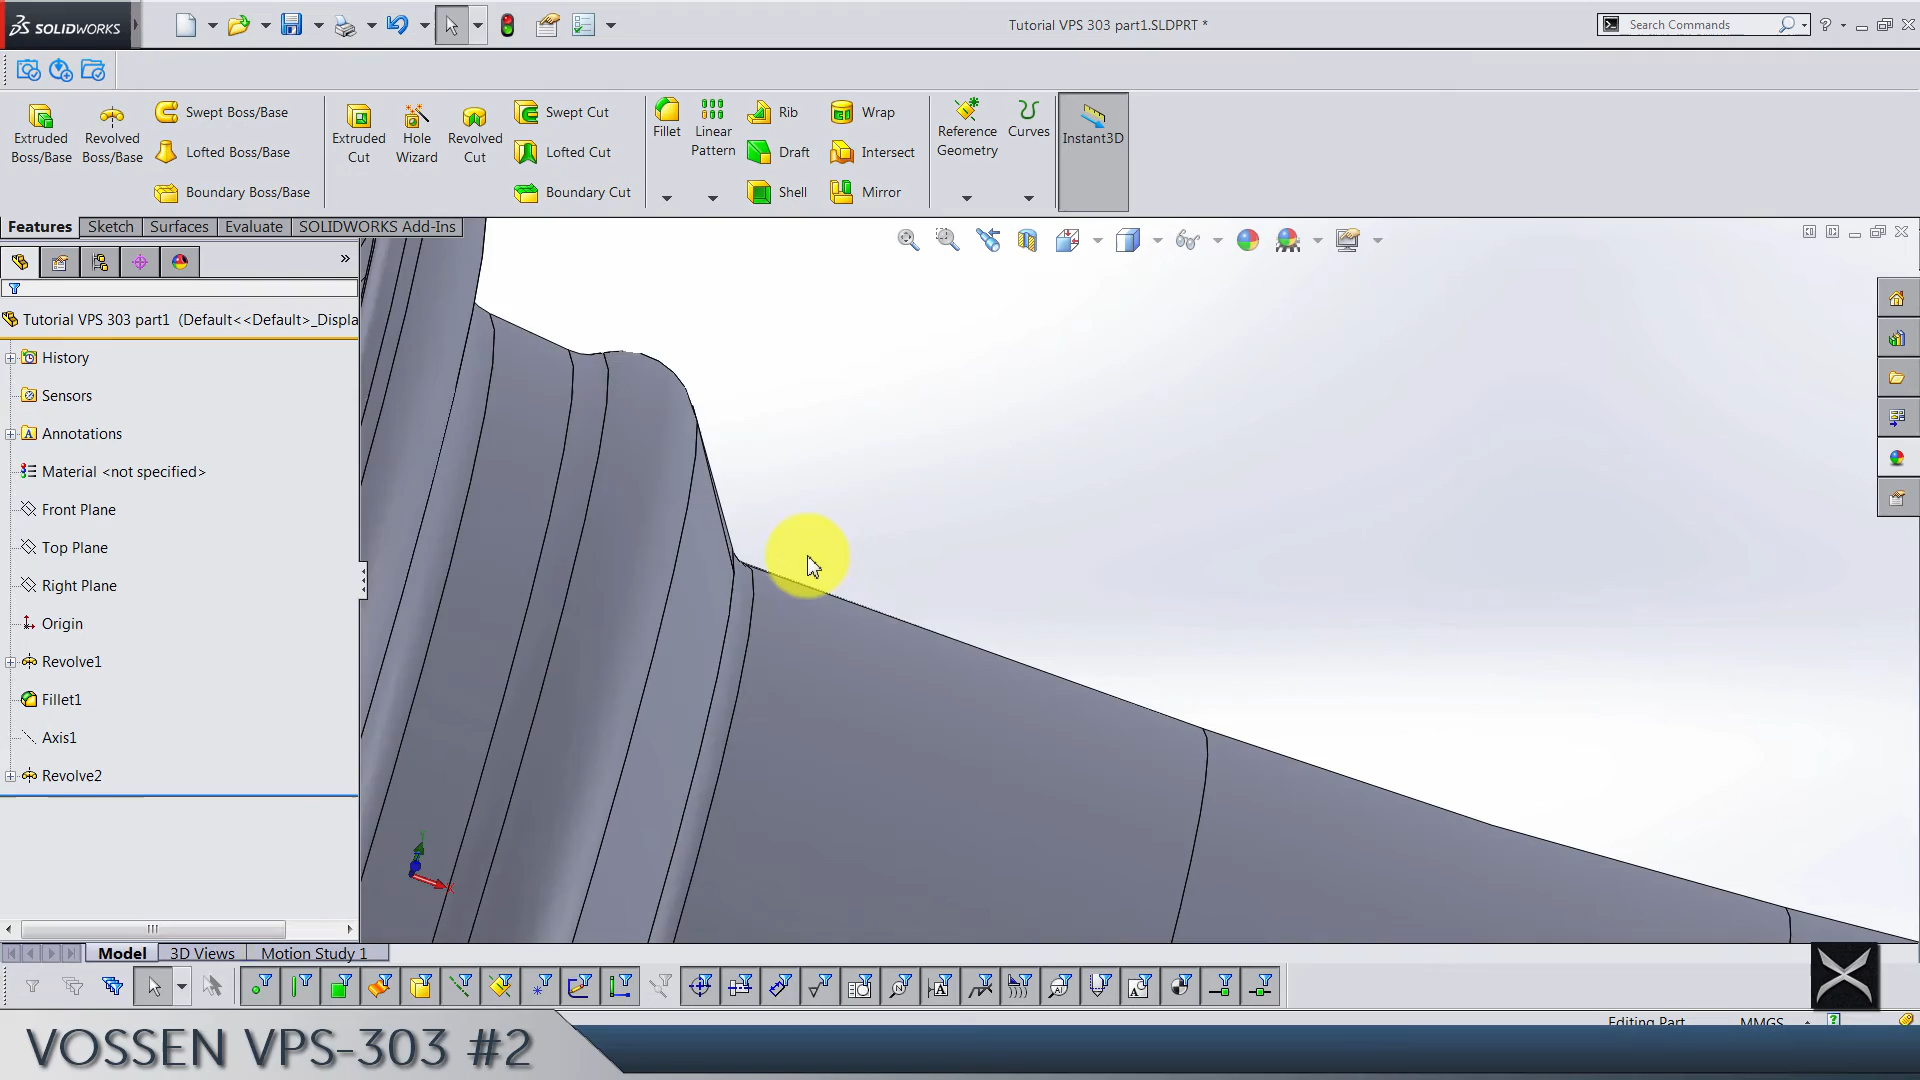 SOLIDWORKS
Tutorial VPS 303 part1.SLDPRT *
Search Commands
?
Extruded Boss/Base
Revolved Boss/Base
Swept Boss/Base
Lofted Boss/Base
Boundary Boss/Base
Extruded Cut
Hole Wizard
Revolved Cut
Swept Cut
Lofted Cut
Boundary Cut
Fillet
Linear Pattern
Rib
Draft
Shell
Wrap
Intersect
Mirror
Reference Geometry
Curves
Instant3D
Features
Sketch
Surfaces
Evaluate
SOLIDWORKS Add-Ins
Tutorial VPS 303 part1 (Default<<Default>_Displa
History
Sensors
Annotations
Material <not specified>
Front Plane
Top Plane
Right Plane
Origin
Revolve1
Fillet1
Axis1
Revolve2
Y
X
Model
3D Views
Motion Study 1
Editing Part
MMGS
VOSSEN VPS-303 #2